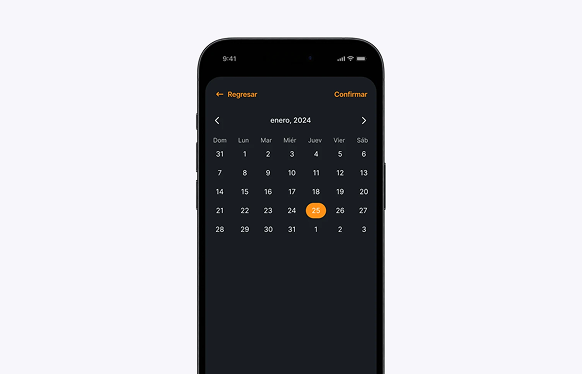 9:41
← Regresar Confirmar
enero, 2024
Dom Lun Mar Miér Juev Vier Sáb
31 1 2 3 4 5 6
7 8 9 10 11 12 13
14 15 16 17 18 19 20
21 22 23 24 25 26 27
28 29 30 31 1 2 3